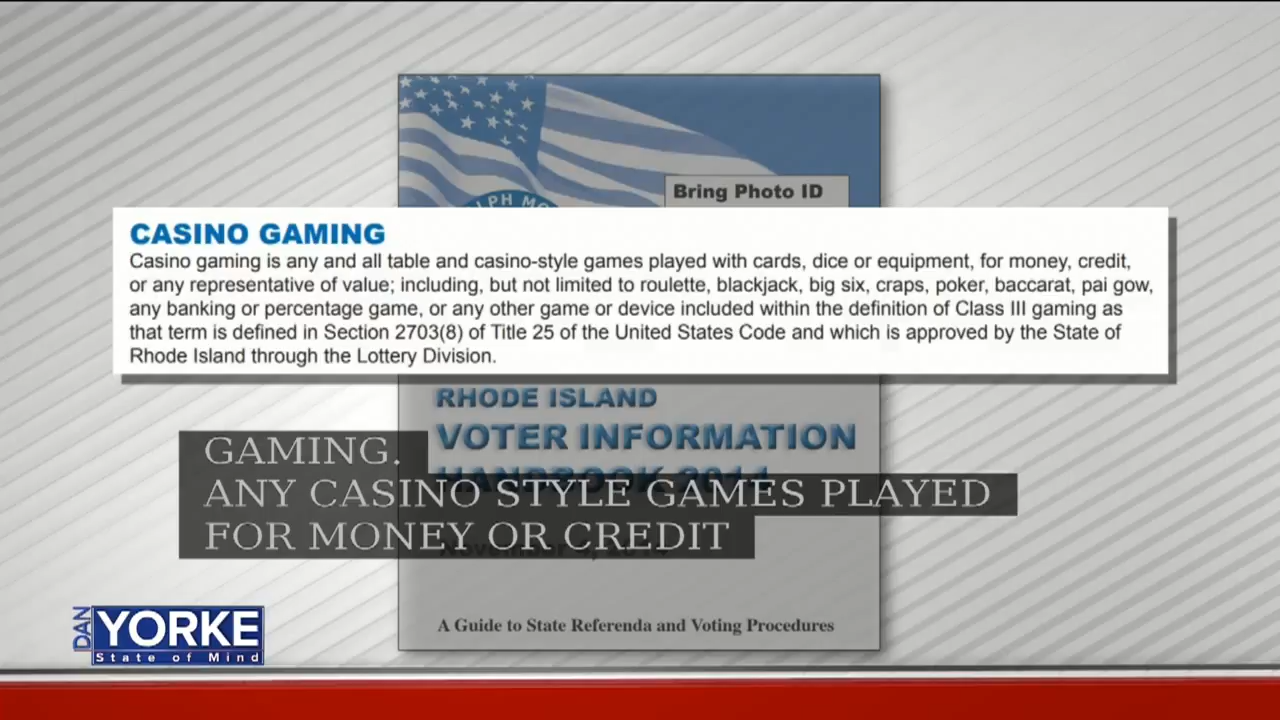 Bring Photo ID
LPH MO
CASINO GAMING
Casino gaming is any and all table and casino-style games played with cards, dice or equipment, for money, credit,
or any representative of value; including, but not limited to roulette, blackjack, big six, craps, poker, baccarat, pai gow,
any banking or percentage game, or any other game or device included within the definition of Class III gaming as
that term is defined in Section 2703(8) of Title 25 of the United States Code and which is approved by the State of
Rhode Island through the Lottery Division.
RHODE ISLAND
VOTER INFORMATION
HANDBOOK 2014
GAMING.
ANY CASINO STYLE GAMES PLAYED
FOR MONEY OR CREDIT
A Guide to State Referenda and Voting Procedures
DAN
YORKE
State of Mind